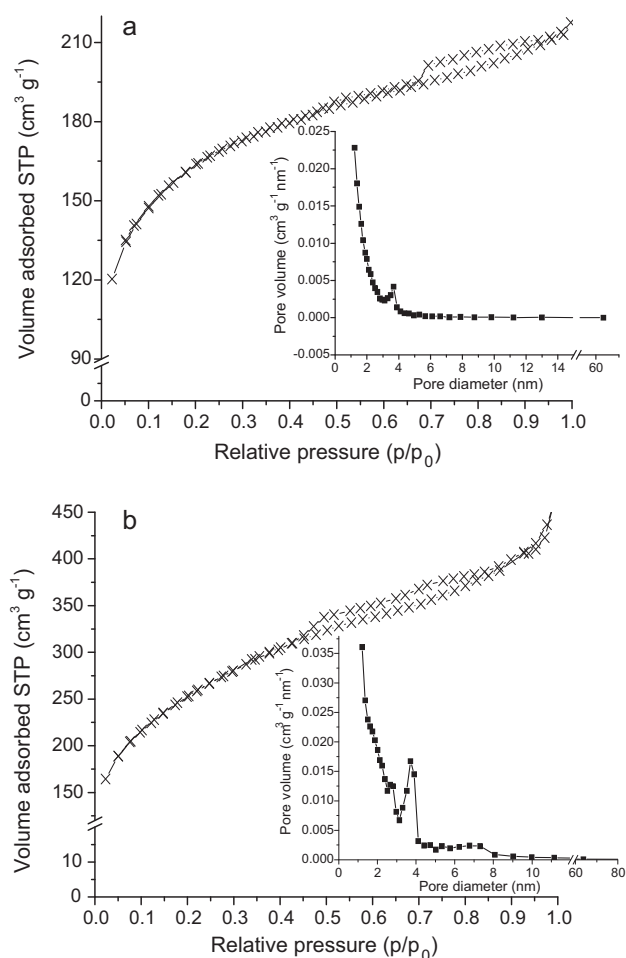 a
210
180
150
120
90
0
Volume adsorbed STP (cm³ g⁻¹)
0.0 0.1 0.2 0.3 0.4 0.5 0.6 0.7 0.8 0.9 1.0
Relative pressure (p/p₀)
0.025
0.020
0.015
0.010
0.005
0.000
-0.005
Pore volume (cm³ g⁻¹ nm⁻¹)
0 2 4 6 8 10 12 14 60
Pore diameter (nm)
b
450
400
350
300
250
200
150
10
0
Volume adsorbed STP (cm³ g⁻¹)
0.0 0.1 0.2 0.3 0.4 0.5 0.6 0.7 0.8 0.9 1.0
Relative pressure (p/p₀)
0.035
0.030
0.025
0.020
0.015
0.010
0.005
0.000
Pore volume (cm³ g⁻¹ nm⁻¹)
0 2 4 6 8 10 60 80
Pore diameter (nm)